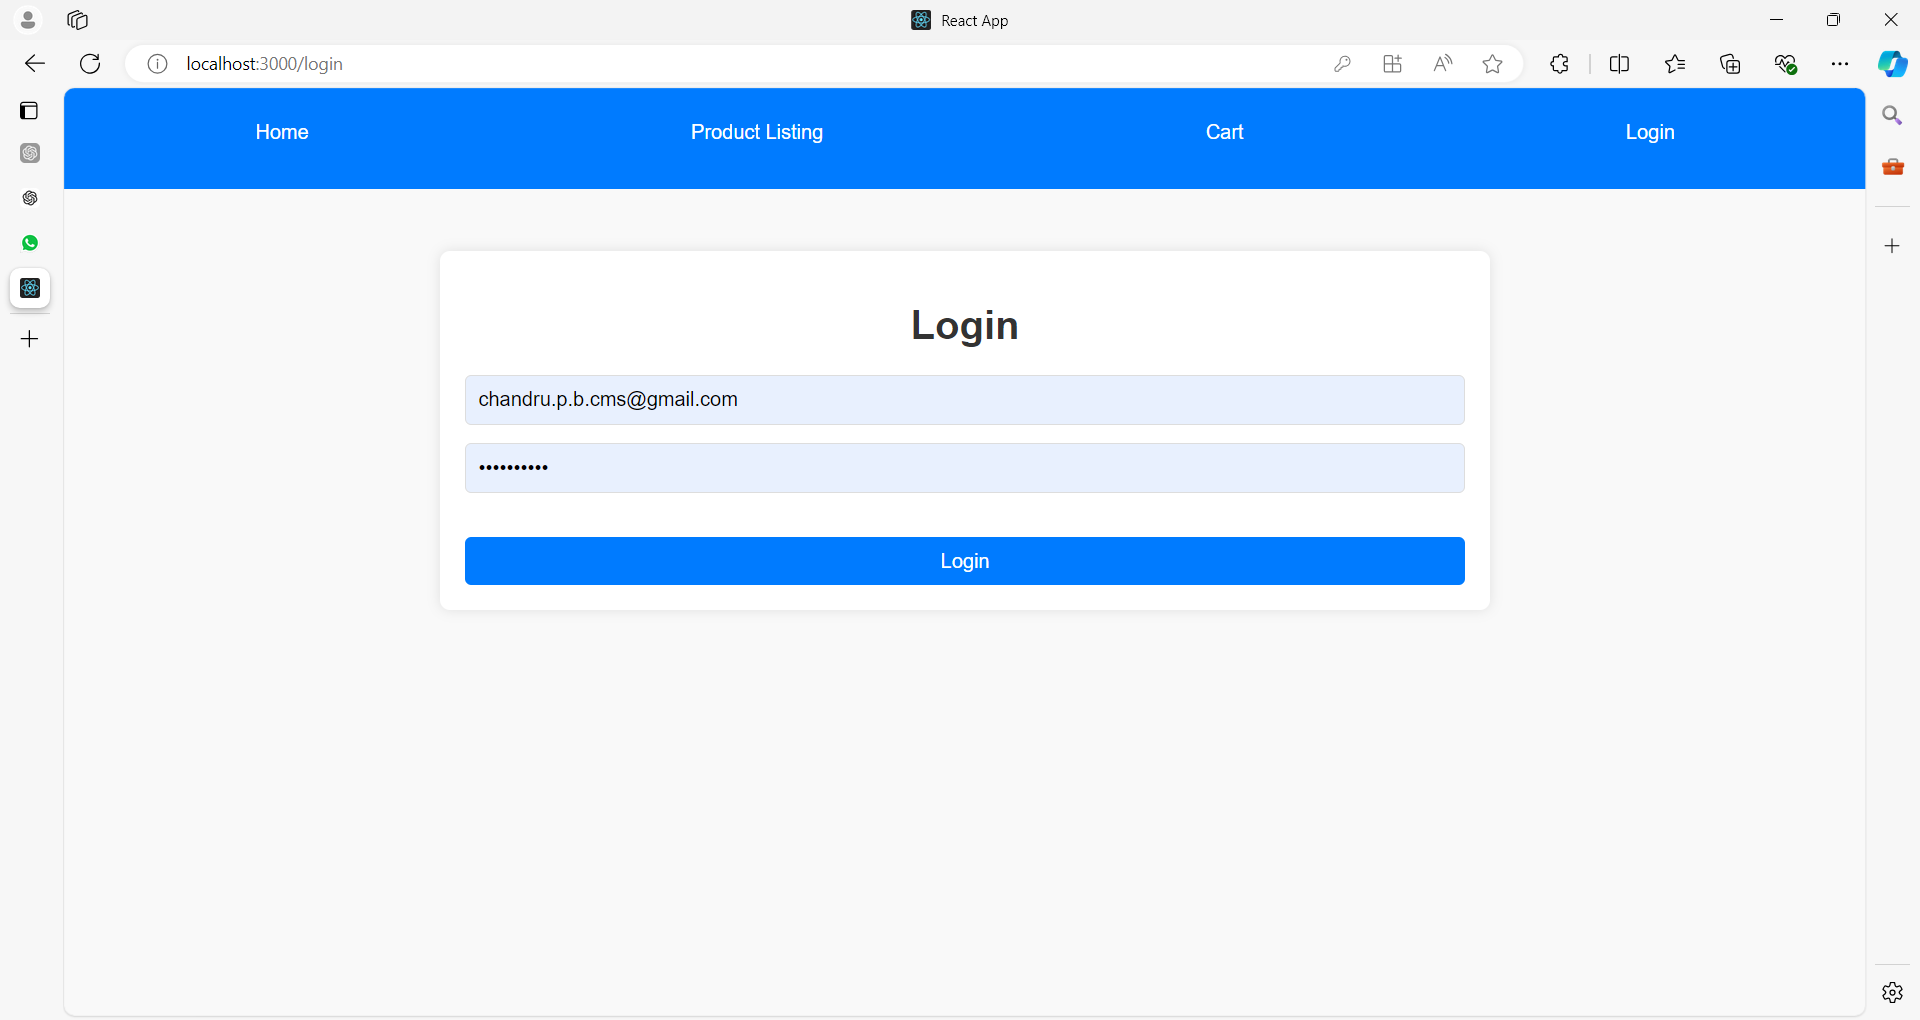 React App
localhost:3000/login
Home Product Listing Cart Login
Login
chandru.p.b.cms@gmail.com
••••••••••
Login